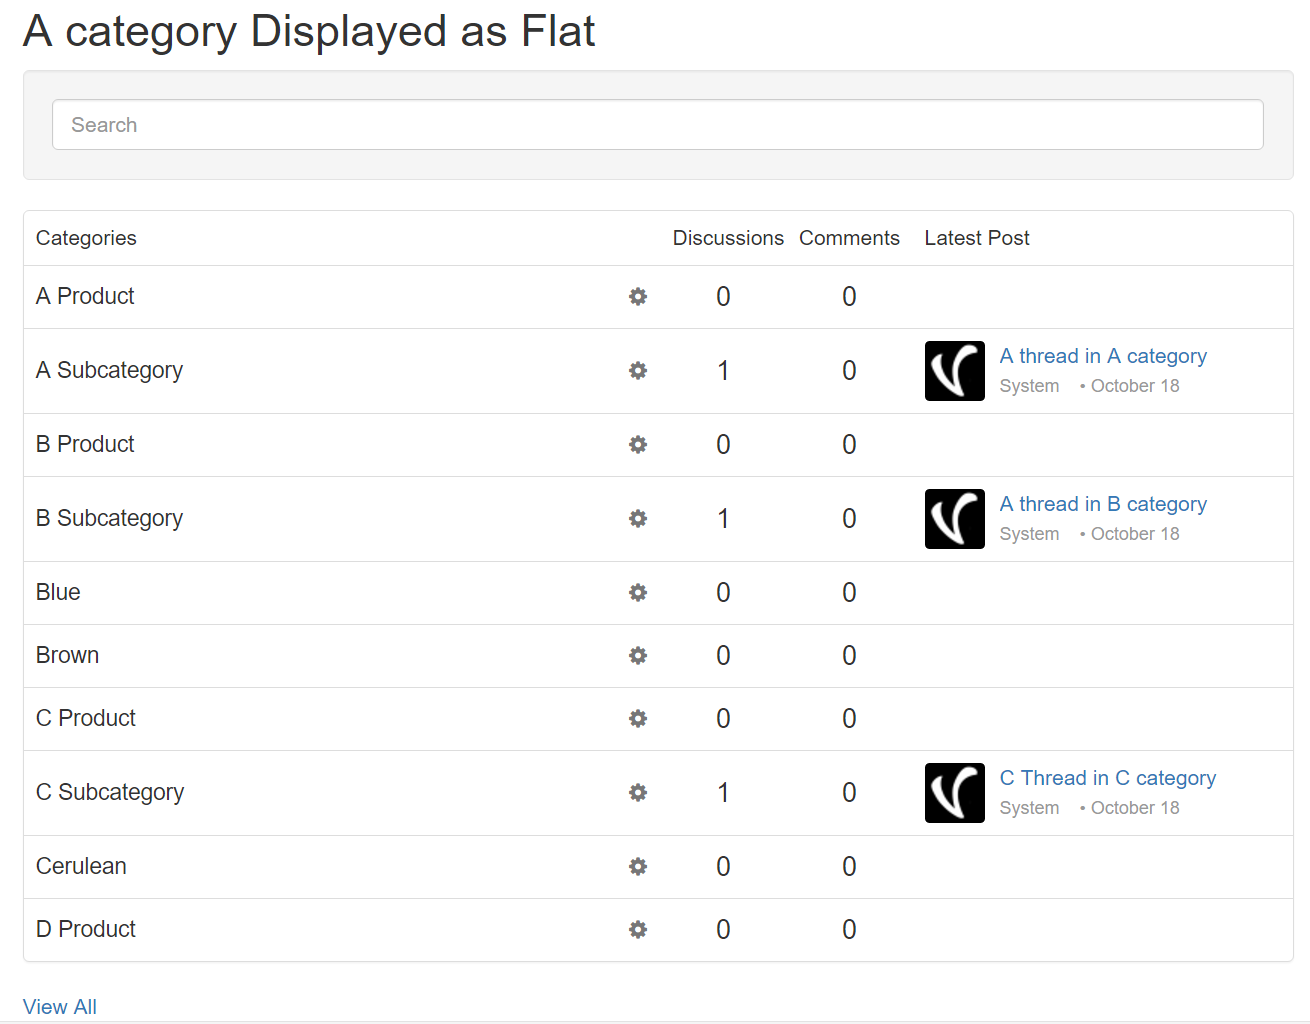 A category Displayed as Flat
Search
Categories Discussions Comments Latest Post
A Product 0 0
A Subcategory 1 0 A thread in A category
System • October 18
B Product 0 0
B Subcategory 1 0 A thread in B category
System • October 18
Blue 0 0
Brown 0 0
C Product 0 0
C Subcategory 1 0 C Thread in C category
System • October 18
Cerulean 0 0
D Product 0 0
View All